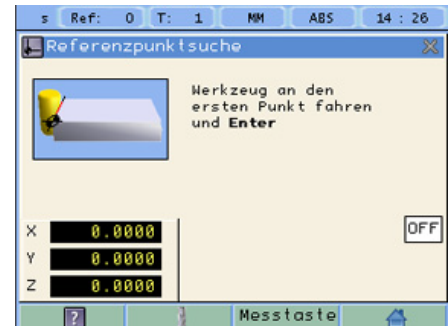 s Ref: 0 T: 1 MM ABS 14 : 26
Referenzpunktsuche
Werkzeug an den
ersten Punkt fahren
und Enter
OFF
X 0.0000
Y 0.0000
Z 0.0000
? Messtaste